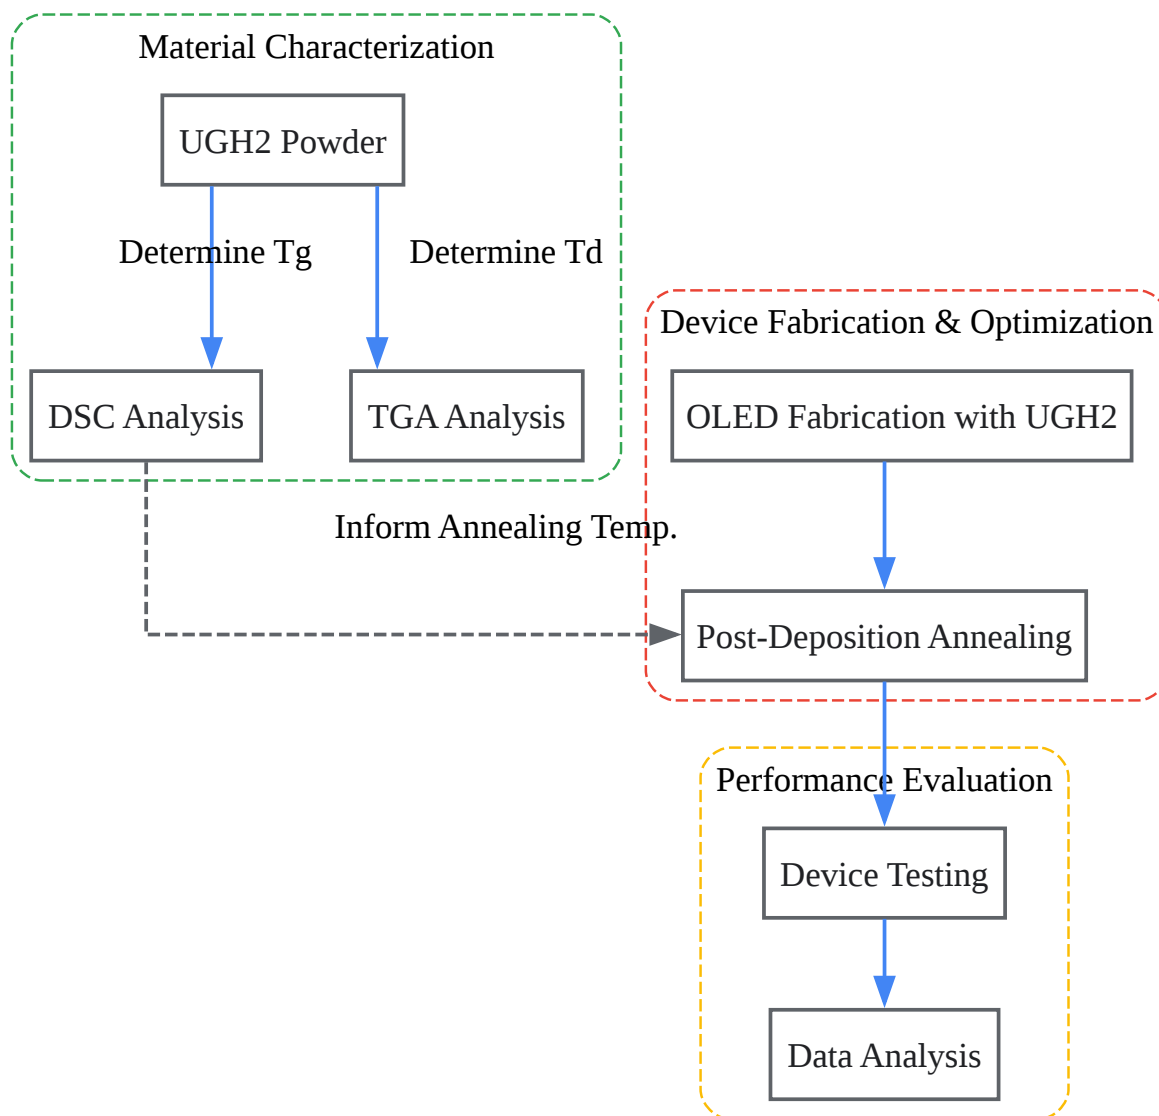 Material Characterization
UGH2 Powder
Determine Tg
Determine Td
Device Fabrication & Optimization
DSC Analysis
TGA Analysis
OLED Fabrication with UGH2
Inform Annealing Temp.
Post-Deposition Annealing
Performance Evaluation
Device Testing
Data Analysis